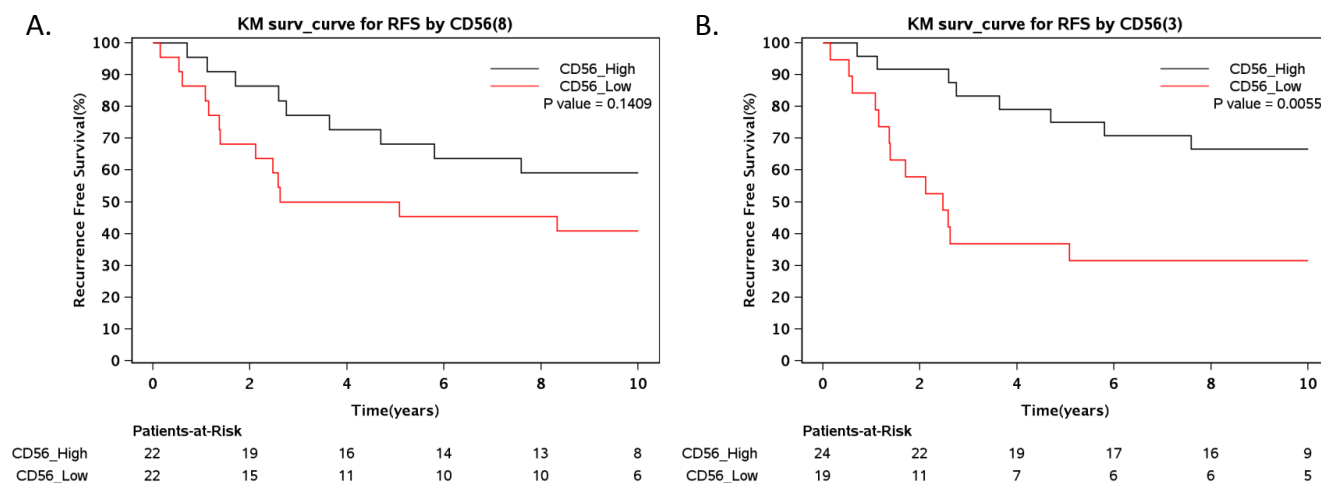 A.
KM surv_curve for RFS by CD56(8)
100
90
80
70
60
50
40
30
20
10
0
Recurrence Free Survival(%)
CD56_High
CD56_Low
P value = 0.1409
0 2 4 6 8 10
Time(years)
Patients-at-Risk
CD56_High 22 19 16 14 13 8
CD56_Low 22 15 11 10 10 6
B.
KM surv_curve for RFS by CD56(3)
100
90
80
70
60
50
40
30
20
10
0
Recurrence Free Survival(%)
CD56_High
CD56_Low
P value = 0.0055
0 2 4 6 8 10
Time(years)
Patients-at-Risk
CD56_High 24 22 19 17 16 9
CD56_Low 19 11 7 6 6 5